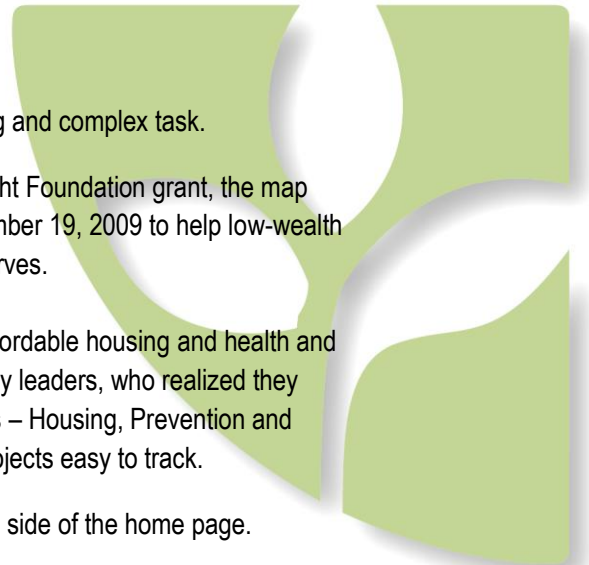 g and complex task.
ht Foundation grant, the map
mber 19, 2009 to help low-wealth
rves.
ordable housing and health and
y leaders, who realized they
s – Housing, Prevention and
ojects easy to track.
side of the home page.